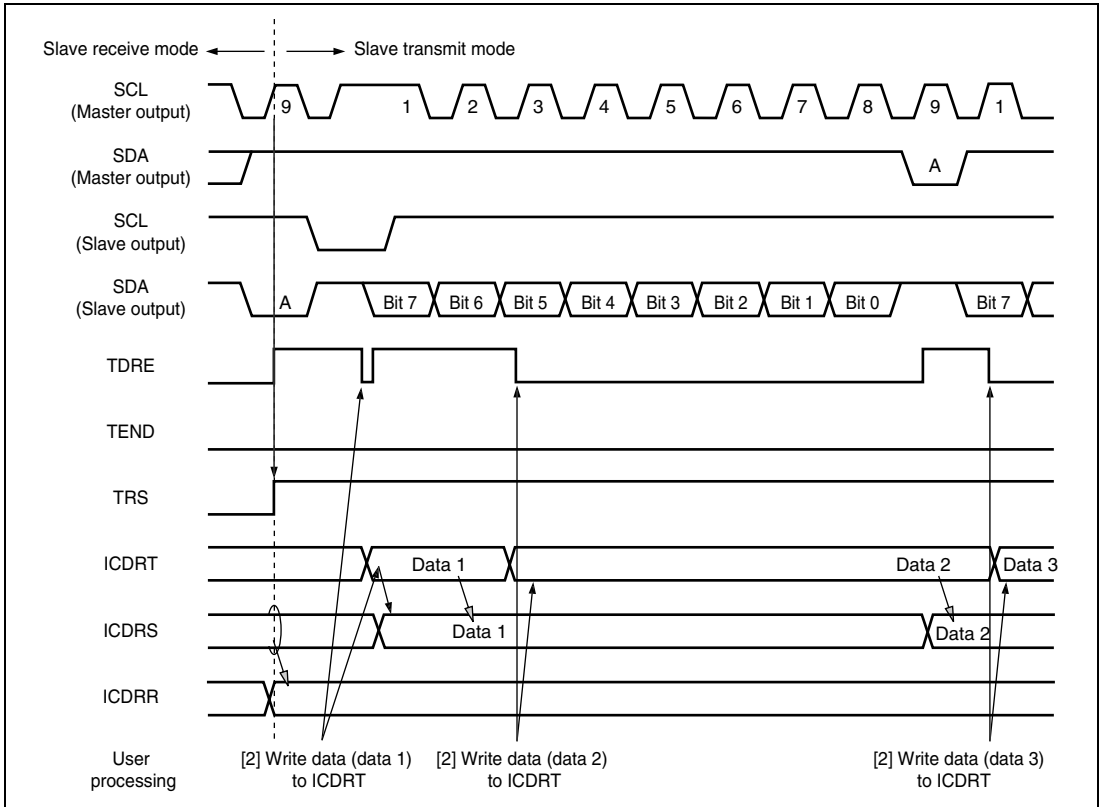 Slave receive mode
Slave transmit mode
SCL
(Master output)
9 1 2 3 4 5 6 7 8 9 1
SDA
(Master output)
A
SCL
(Slave output)
SDA
(Slave output)
A Bit 7 Bit 6 Bit 5 Bit 4 Bit 3 Bit 2 Bit 1 Bit 0 Bit 7
TDRE
TEND
TRS
ICDRT
Data 1 Data 2 Data 3
ICDRS
Data 1 Data 2
ICDRR
User
processing
[2] Write data (data 1)
to ICDRT
[2] Write data (data 2)
to ICDRT
[2] Write data (data 3)
to ICDRT